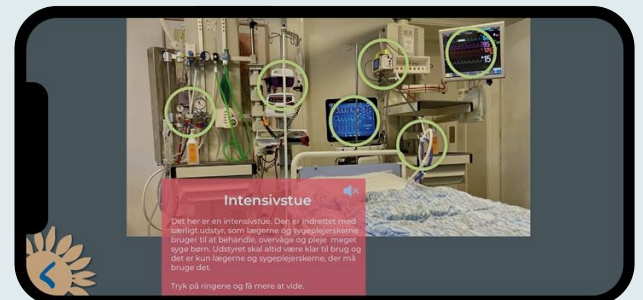 Intensivstue
Det her er en intensivstue. Den er indrettet med
særligt udstyr, som lægerne og sygeplejerskerne
bruger til at behandle, overvåge og pleje meget
syge børn. Udstyret skal altid være klar til brug og
det er kun lægerne og sygeplejerskerne, der må
bruge det.
Tryk på ringene og få mere at vide.